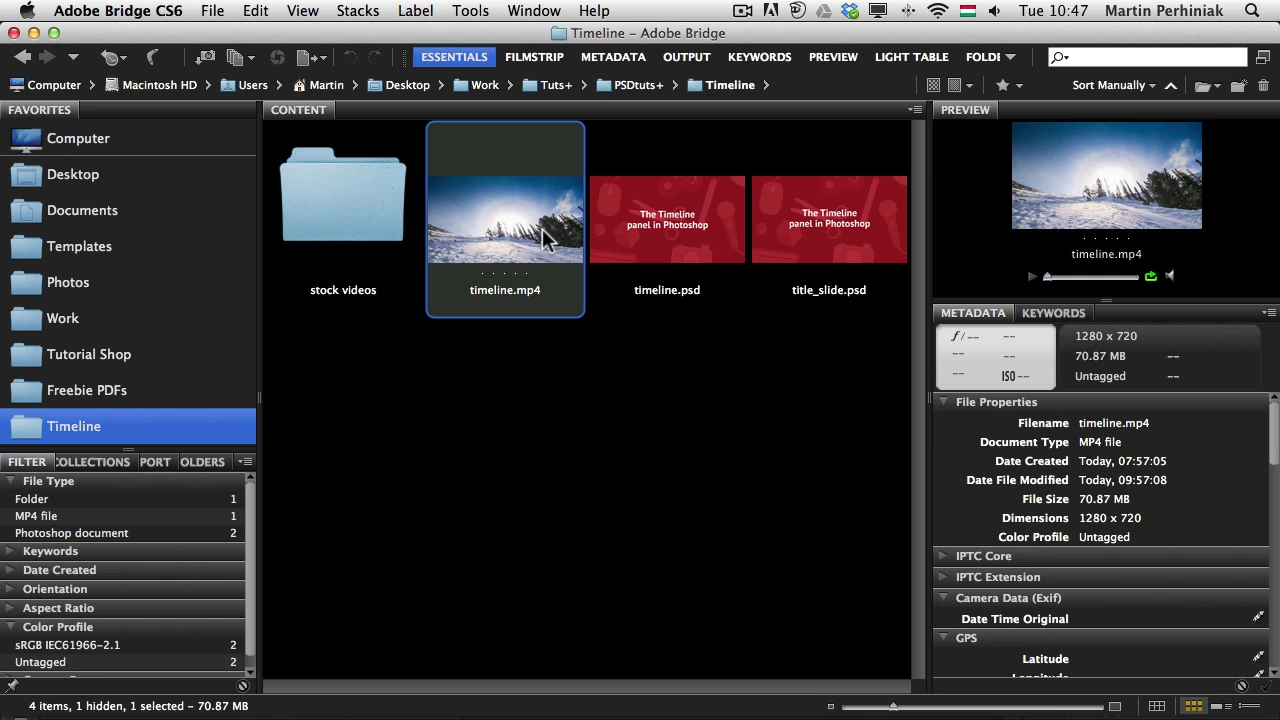 Adobe Bridge CS6 File Edit View Stacks Label Tools Window Help Tue 10:47 Martin Perhiniak
Timeline – Adobe Bridge
ESSENTIALS FILMSTRIP METADATA OUTPUT KEYWORDS PREVIEW LIGHT TABLE FOLDI
Computer Macintosh HD Users Martin Desktop Work Tuts+ PSDtuts+ Timeline Sort Manually
FAVORITES
Computer
Desktop
Documents
Templates
Photos
Work
Tutorial Shop
Freebie PDFs
Timeline
FILTER COLLECTIONS PORT OLDERS
File Type
Folder 1
MP4 file 1
Photoshop document 2
Keywords
Date Created
Orientation
Aspect Ratio
Color Profile
sRGB IEC61966-2.1 2
Untagged 2
CONTENT
The Timeline
panel in Photoshop
The Timeline
panel in Photoshop
stock videos timeline.mp4 timeline.psd title_slide.psd
PREVIEW
timeline.mp4
METADATA KEYWORDS
f/-- -- 1280 x 720
-- -- 70.87 MB --
-- ISO-- Untagged --
File Properties
Filename timeline.mp4
Document Type MP4 file
Date Created Today, 07:57:05
Date File Modified Today, 09:57:08
File Size 70.87 MB
Dimensions 1280 x 720
Color Profile Untagged
IPTC Core
IPTC Extension
Camera Data (Exif)
Date Time Original
GPS
Latitude
4 items, 1 hidden, 1 selected – 70.87 MB